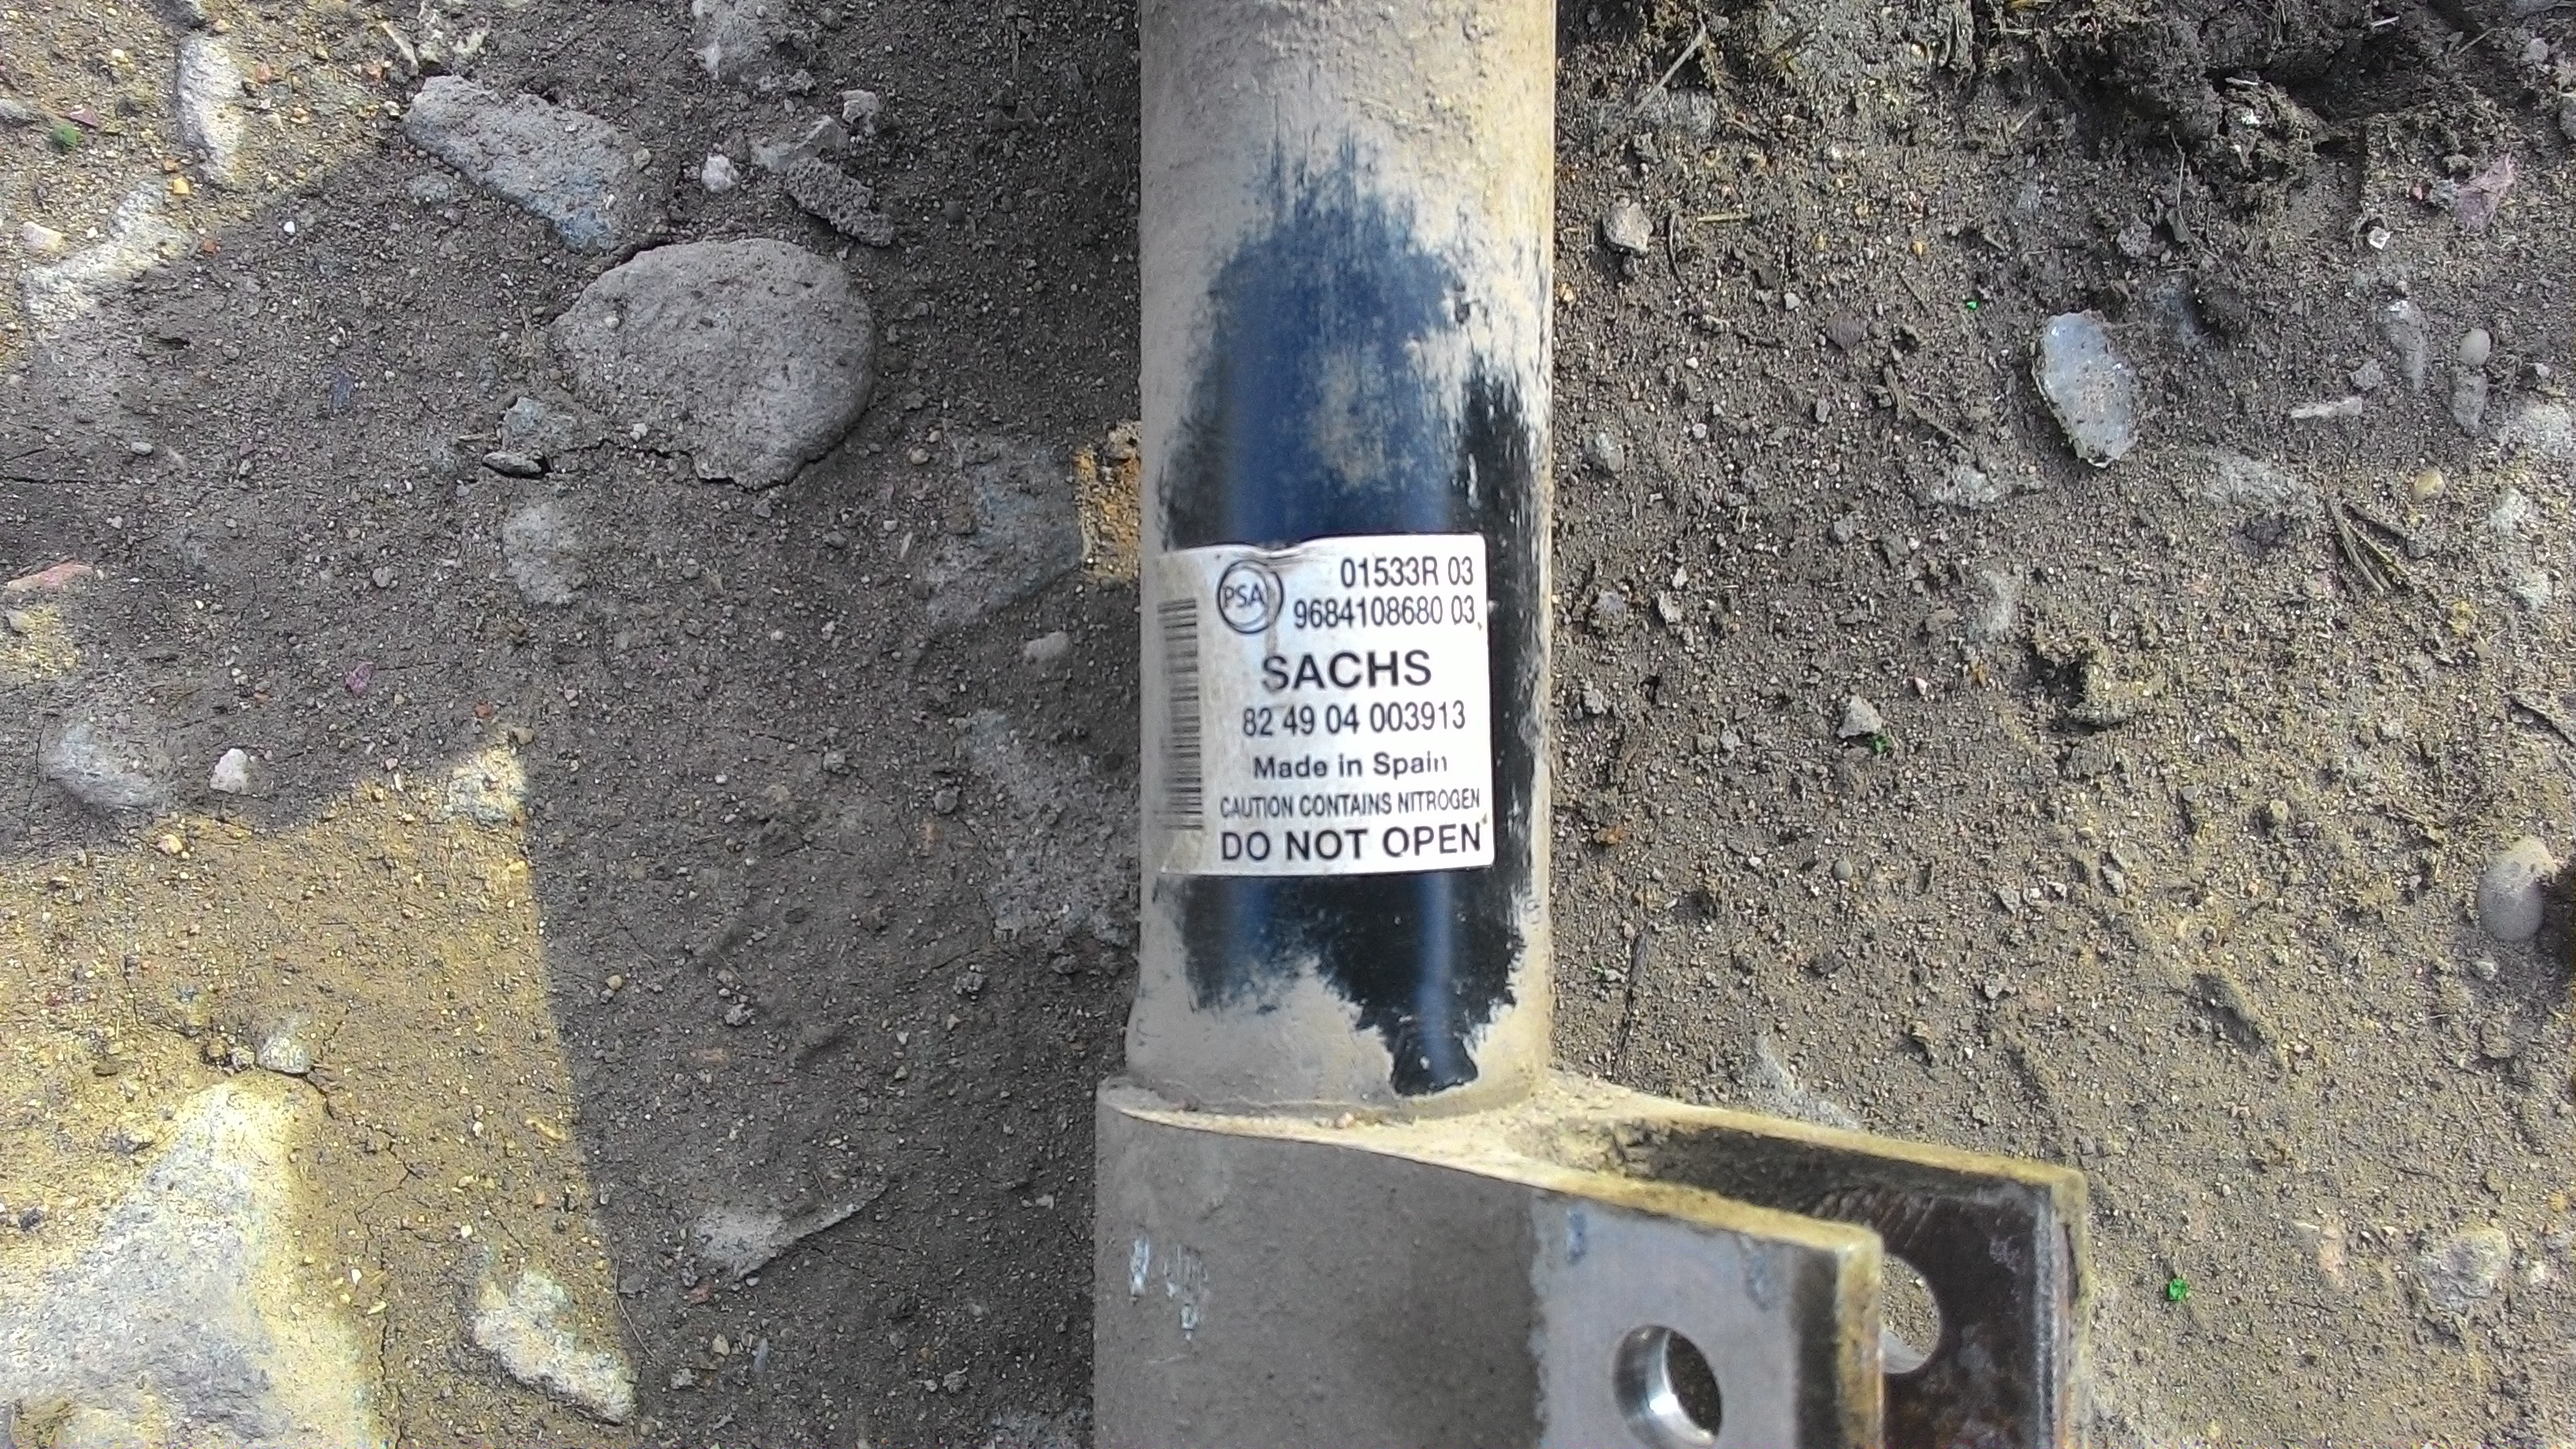 PSA
01533R 03
9684108680 03
SACHS
82 49 04 003913
Made in Spain
CAUTION CONTAINS NITROGEN
DO NOT OPEN